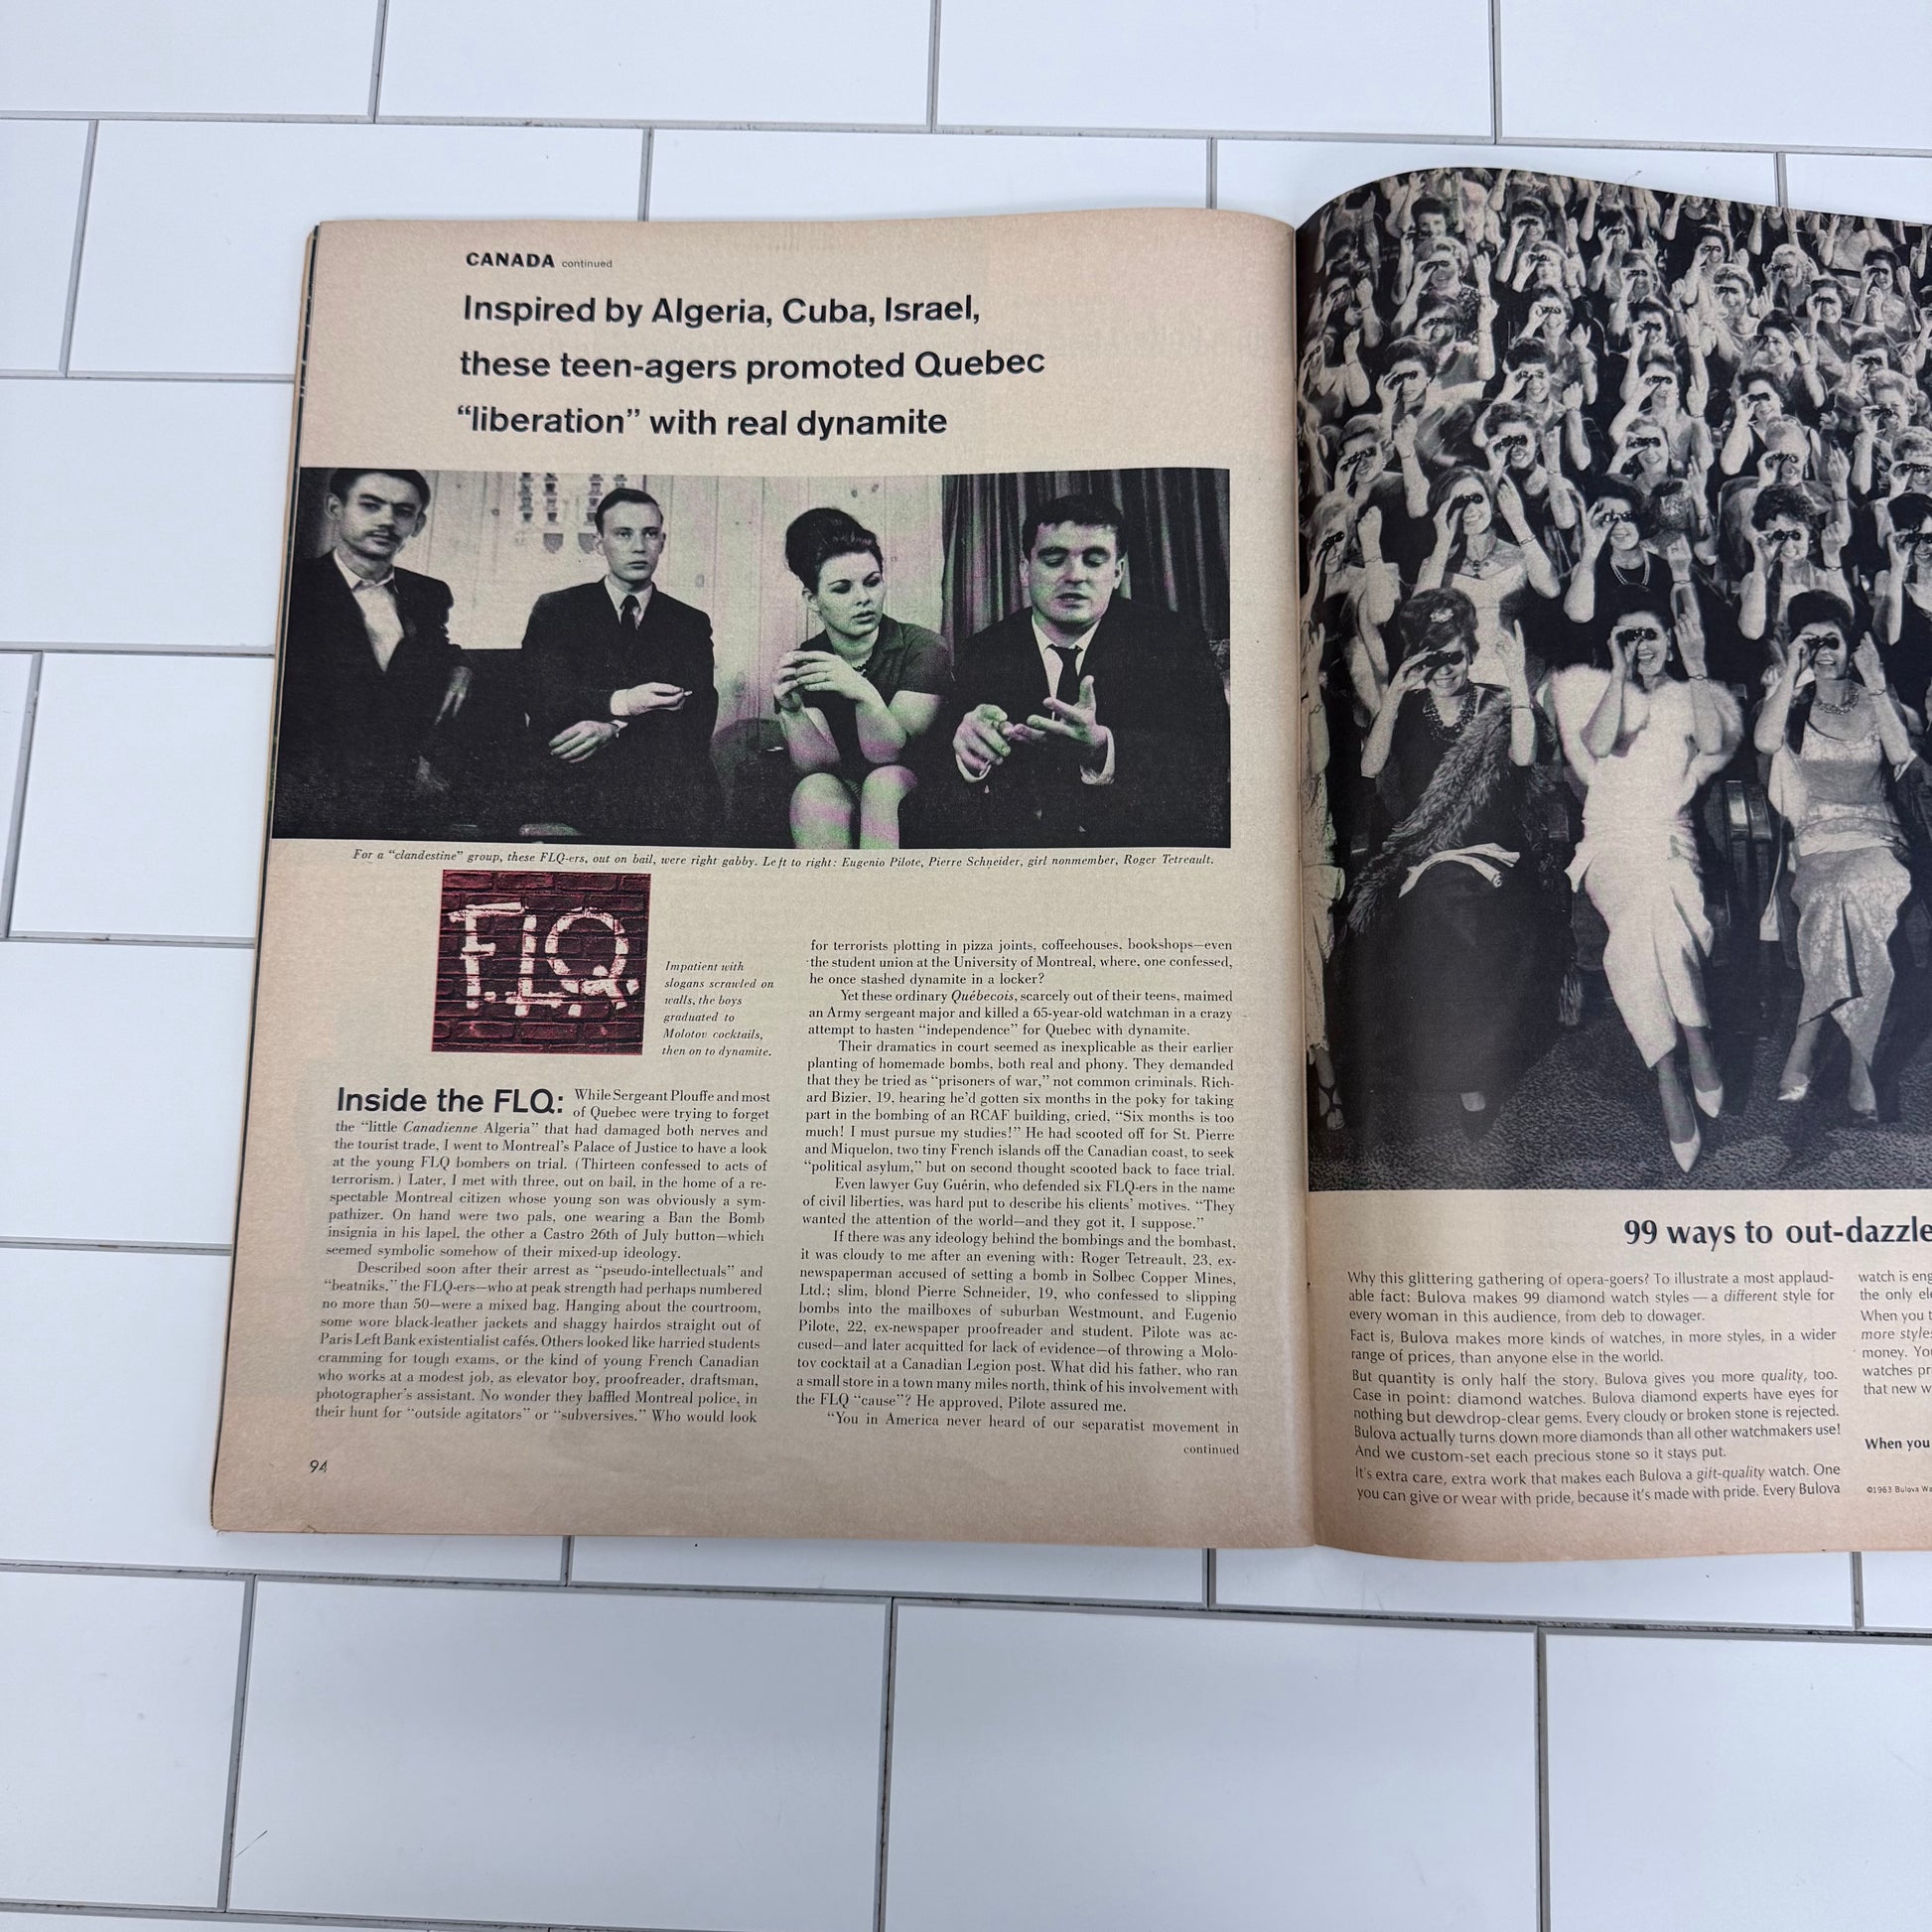 CANADA continued
Inspired by Algeria, Cuba, Israel,
these teen-agers promoted Quebec
“liberation” with real dynamite
For a “clandestine” group, these FLQ-ers, out on bail, were right gabby. Left to right: Eugenio Pilote, Pierre Schneider, girl nonmember, Roger Tetreault.
F.L.Q.
Impatient with
slogans scrawled on
walls, the boys
graduated to
Molotov cocktails,
then on to dynamite.
Inside the FLQ: While Sergeant Plouffe and most
of Quebec were trying to forget
the “little Canadienne Algeria” that had damaged both nerves and
the tourist trade, I went to Montreal’s Palace of Justice to have a look
at the young FLQ bombers on trial. (Thirteen confessed to acts of
terrorism.) Later, I met with three, out on bail, in the home of a re-
spectable Montreal citizen whose young son was obviously a sym-
pathizer. On hand were two pals, one wearing a Ban the Bomb
insignia in his lapel, the other a Castro 26th of July button—which
seemed symbolic somehow of their mixed-up ideology.
Described soon after their arrest as “pseudo-intellectuals” and
“beatniks,” the FLQ-ers—who at peak strength had perhaps numbered
no more than 50—were a mixed bag. Hanging about the courtroom,
some wore black-leather jackets and shaggy hairdos straight out of
Paris Left Bank existentialist cafés. Others looked like harried students
cramming for tough exams, or the kind of young French Canadian
who works at a modest job, as elevator boy, proofreader, draftsman,
photographer’s assistant. No wonder they baffled Montreal police, in
their hunt for “outside agitators” or “subversives.” Who would look
94
for terrorists plotting in pizza joints, coffeehouses, bookshops—even
the student union at the University of Montreal, where, one confessed,
he once stashed dynamite in a locker?
Yet these ordinary Québecois, scarcely out of their teens, maimed
an Army sergeant major and killed a 65-year-old watchman in a crazy
attempt to hasten “independence” for Quebec with dynamite.
Their dramatics in court seemed as inexplicable as their earlier
planting of homemade bombs, both real and phony. They demanded
that they be tried as “prisoners of war,” not common criminals. Rich-
ard Bizier, 19, hearing he’d gotten six months in the poky for taking
part in the bombing of an RCAF building, cried, “Six months is too
much! I must pursue my studies!” He had scooted off for St. Pierre
and Miquelon, two tiny French islands off the Canadian coast, to seek
“political asylum,” but on second thought scooted back to face trial.
Even lawyer Guy Guérin, who defended six FLQ-ers in the name
of civil liberties, was hard put to describe his clients’ motives. “They
wanted the attention of the world—and they got it, I suppose.”
If there was any ideology behind the bombings and the bombast,
it was cloudy to me after an evening with: Roger Tetreault, 23, ex-
newspaperman accused of setting a bomb in Solbec Copper Mines,
Ltd.; slim, blond Pierre Schneider, 19, who confessed to slipping
bombs into the mailboxes of suburban Westmount, and Eugenio
Pilote, 22, ex-newspaper proofreader and student. Pilote was ac-
cused—and later acquitted for lack of evidence—of throwing a Molo-
tov cocktail at a Canadian Legion post. What did his father, who ran
a small store in a town many miles north, think of his involvement with
the FLQ “cause”? He approved, Pilote assured me.
“You in America never heard of our separatist movement in
continued
99 ways to out-dazzle
Why this glittering gathering of opera-goers? To illustrate a most applaud-
able fact: Bulova makes 99 diamond watch styles — a different style for
every woman in this audience, from deb to dowager.
Fact is, Bulova makes more kinds of watches, in more styles, in a wider
range of prices, than anyone else in the world.
But quantity is only half the story. Bulova gives you more quality, too.
Case in point: diamond watches. Bulova diamond experts have eyes for
nothing but dewdrop-clear gems. Every cloudy or broken stone is rejected.
Bulova actually turns down more diamonds than all other watchmakers use!
And we custom-set each precious stone so it stays put.
It’s extra care, extra work that makes each Bulova a gift-quality watch. One
you can give or wear with pride, because it’s made with pride. Every Bulova
watch is
the only
When you
more
money.
watches
that new
When you
©1963 Bulova